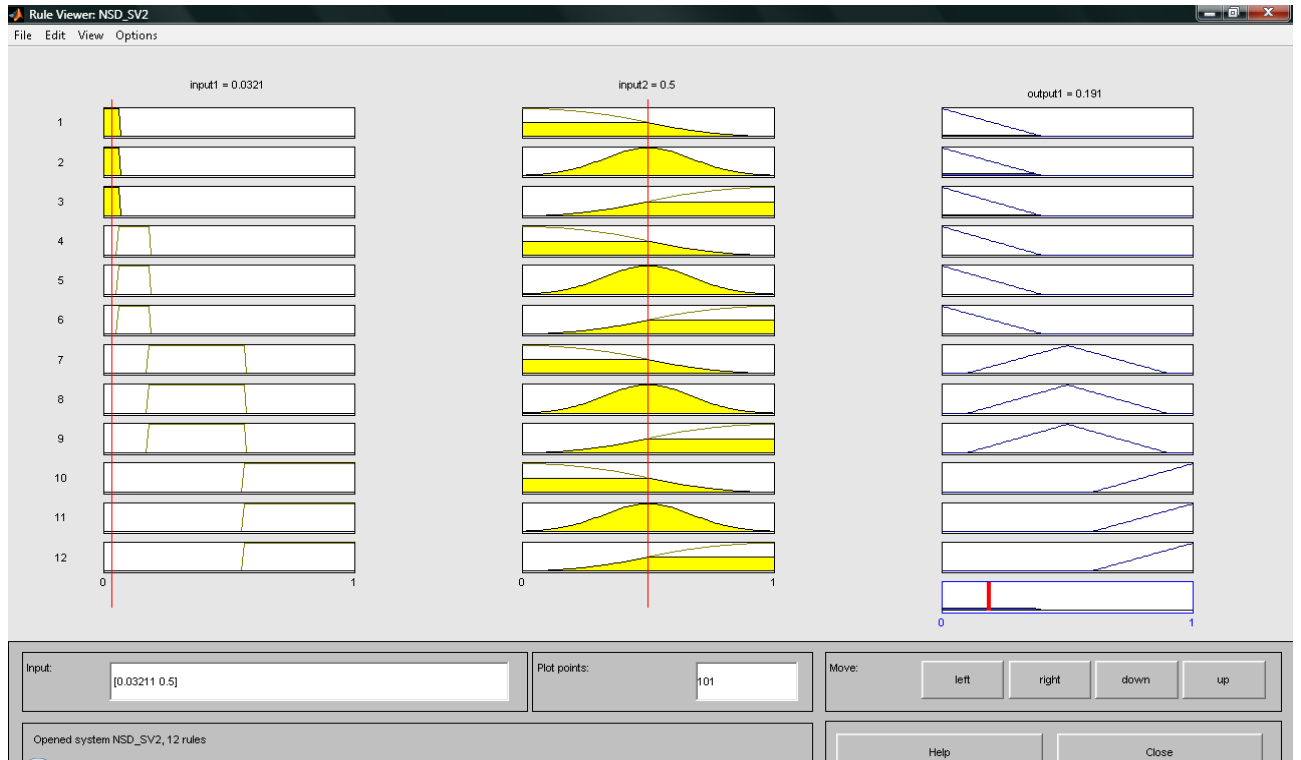 Rule Viewer: NSD_SV2
File Edit View Options
input1 = 0.0321
input2 = 0.5
output1 = 0.191
1
2
3
4
5
6
7
8
9
10
11
12
0 1
0 1
0 1
Input:
[0.03211 0.5]
Plot points:
101
Move:
left right down up
Opened system NSD_SV2, 12 rules
Help Close